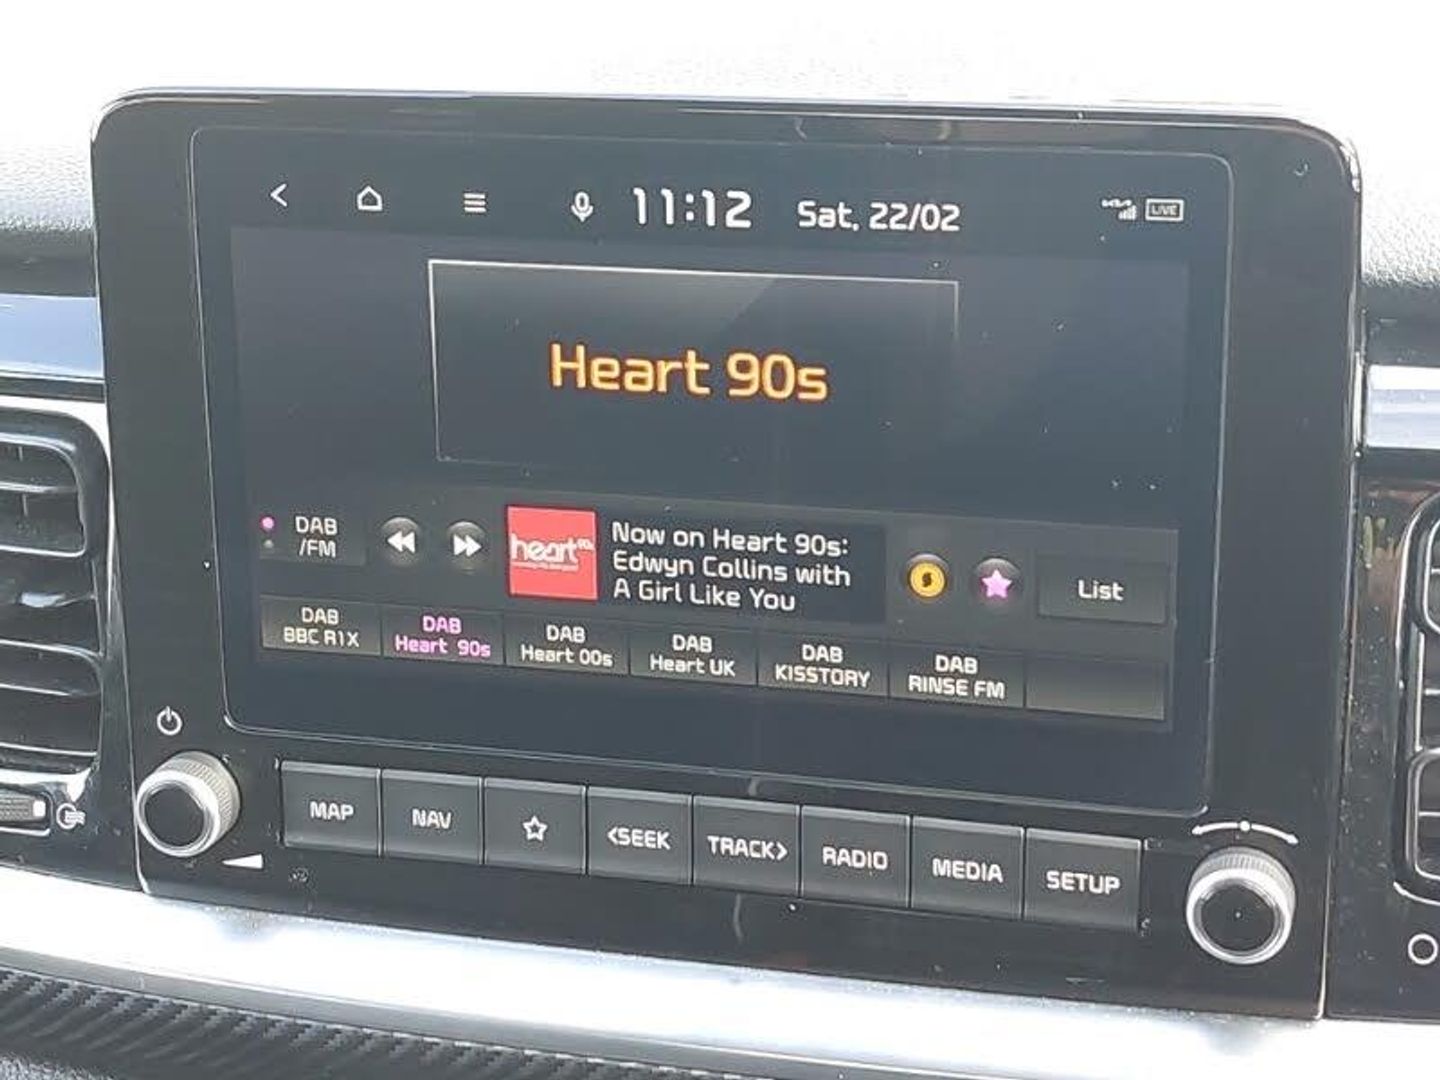 11:12 Sat, 22/02 LIVE
Heart 90s
DAB
/FM
heart 90s
Now on Heart 90s:
Edwyn Collins with
A Girl Like You
List
DAB
BBC R1X
DAB
Heart 90s
DAB
Heart 00s
DAB
Heart UK
DAB
KISSTORY
DAB
RINSE FM
MAP
NAV
<SEEK
TRACK>
RADIO
MEDIA
SETUP